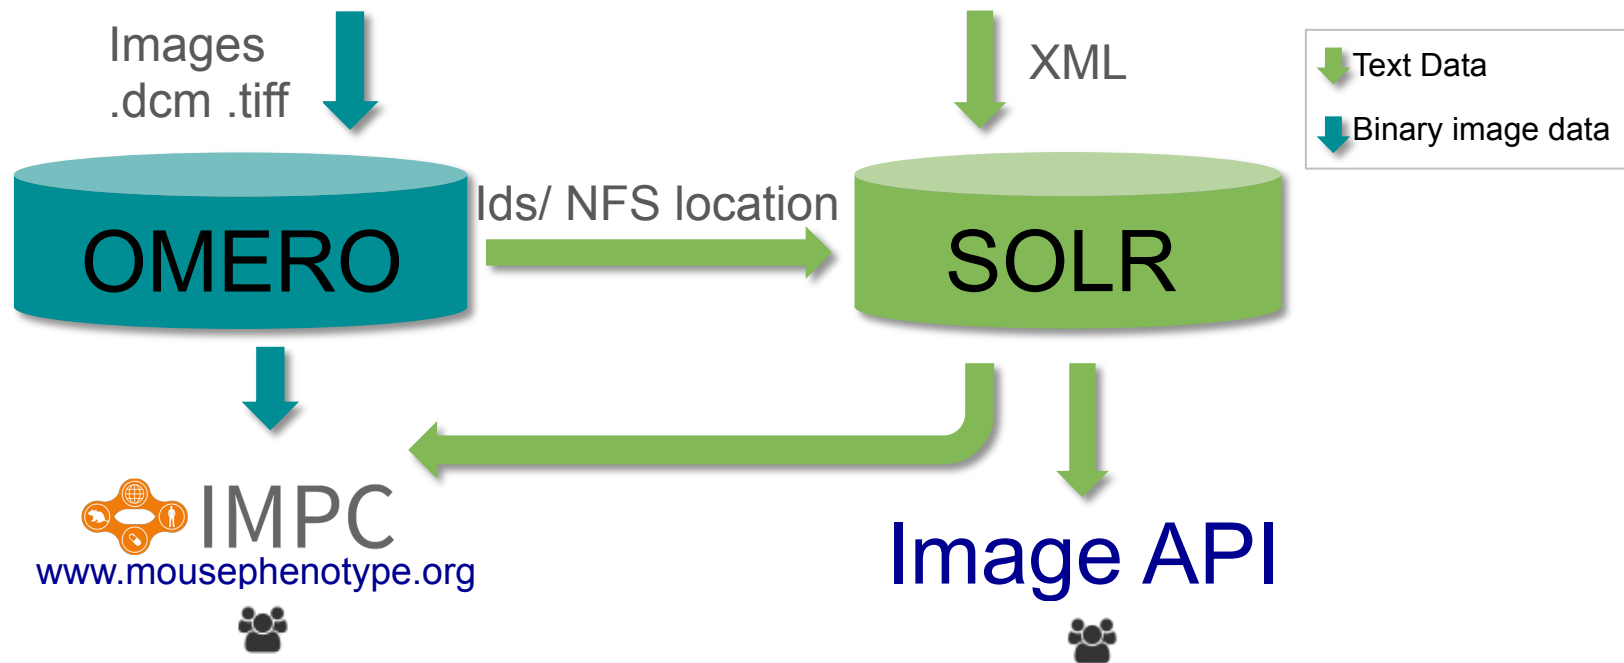 Images
.dcm .tiff
XML
Text Data
Binary image data
Ids/ NFS location
OMERO
SOLR
IMPC
www.mousephenotype.org
Image API